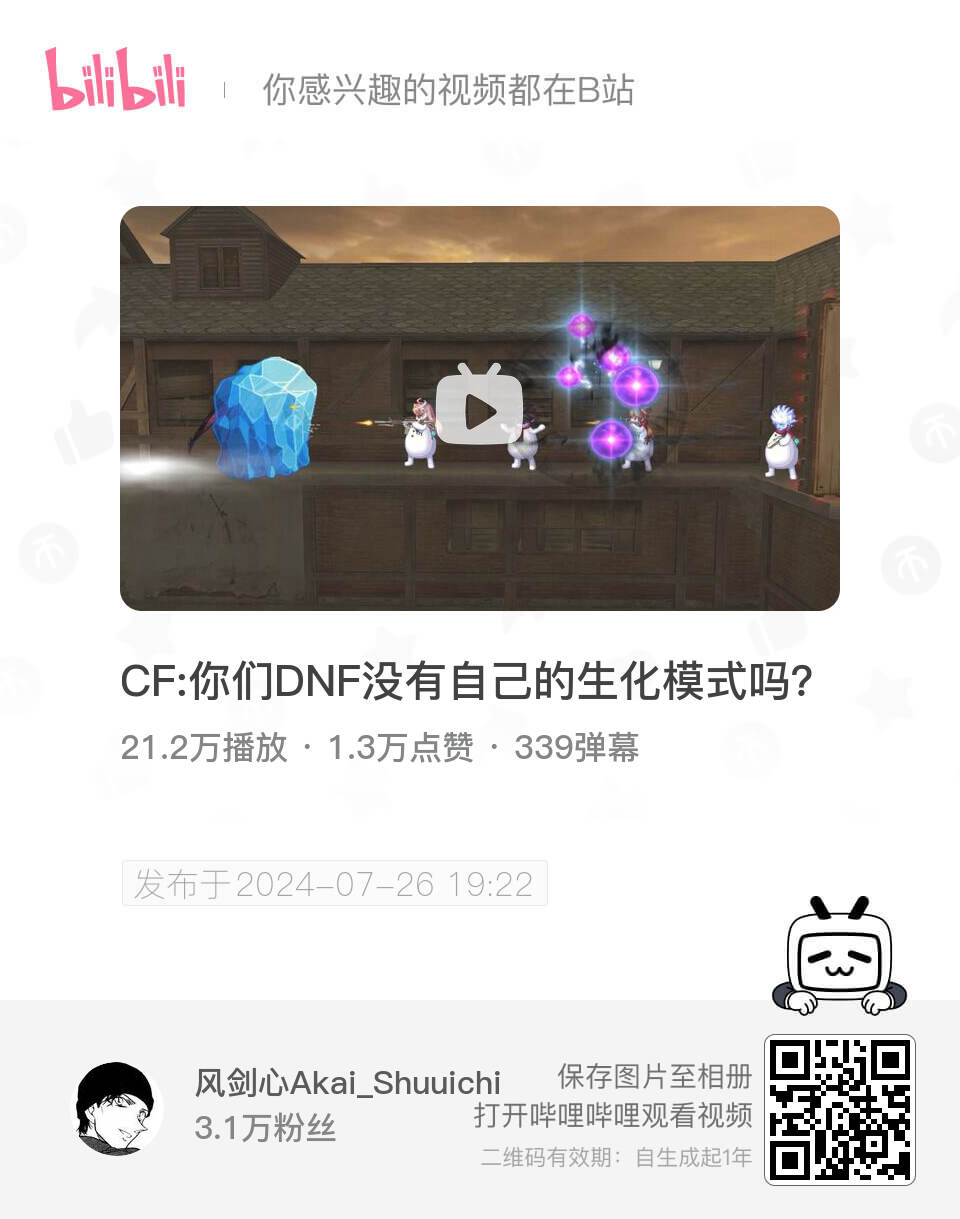 bilibili
你感兴趣的视频都在B站
CF:你们DNF没有自己的生化模式吗?
21.2万播放 · 1.3万点赞 · 339弹幕
发布于2024-07-26 19:22
风剑心Akai_Shuuichi
3.1万粉丝
保存图片至相册
打开哔哩哔哩观看视频
二维码有效期：自生成起1年